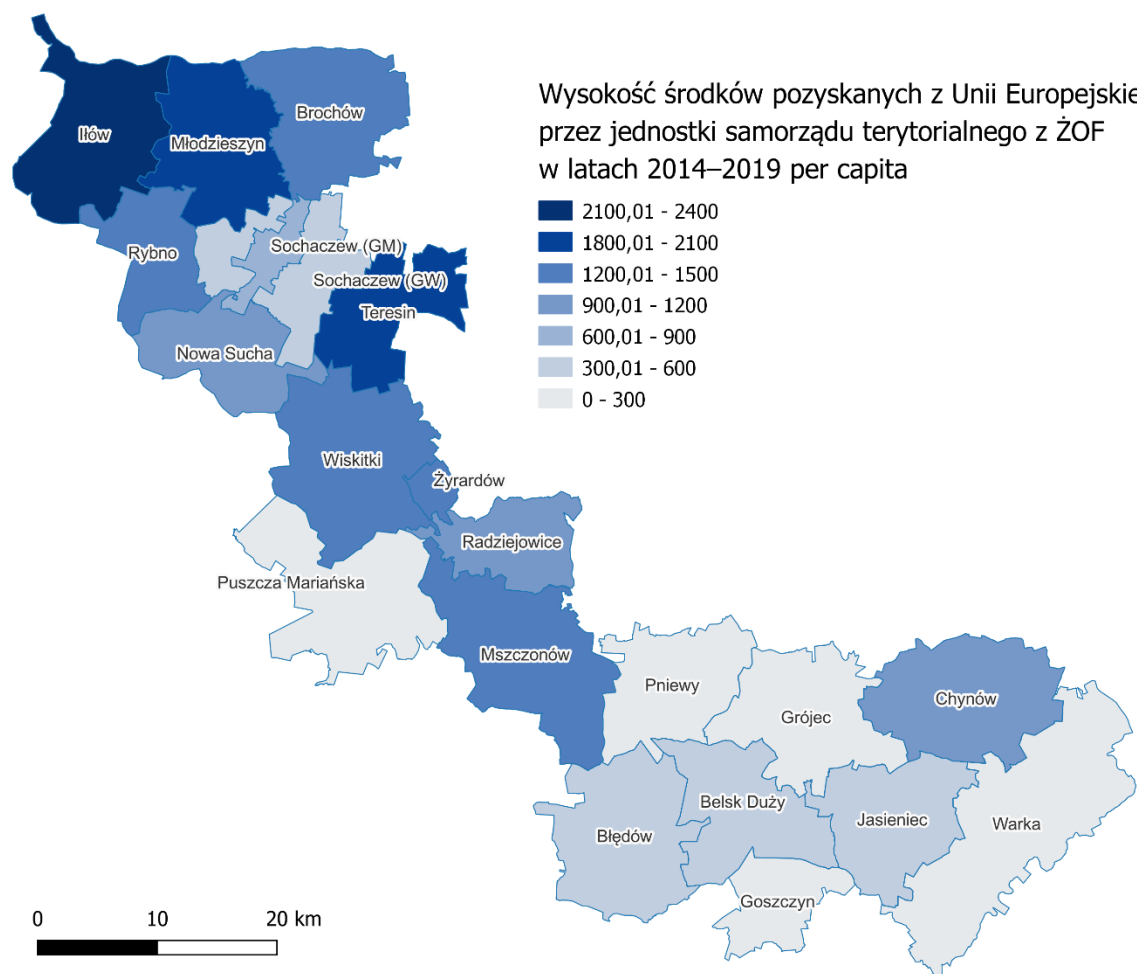 Wysokość środków pozyskanych z Unii Europejskie
przez jednostki samorządu terytorialnego z ŻOF
w latach 2014–2019 per capita
2100,01 - 2400
1800,01 - 2100
1200,01 - 1500
900,01 - 1200
600,01 - 900
300,01 - 600
0 - 300
Iłów
Młodzieszyn
Brochów
Rybno
Sochaczew (GM)
Sochaczew (GW)
Teresin
Nowa Sucha
Wiskitki
Żyrardów
Radziejowice
Puszcza Mariańska
Mszczonów
Pniewy
Grójec
Chynów
Błędów
Belsk Duży
Jasieniec
Warka
Goszczyn
0 10 20 km